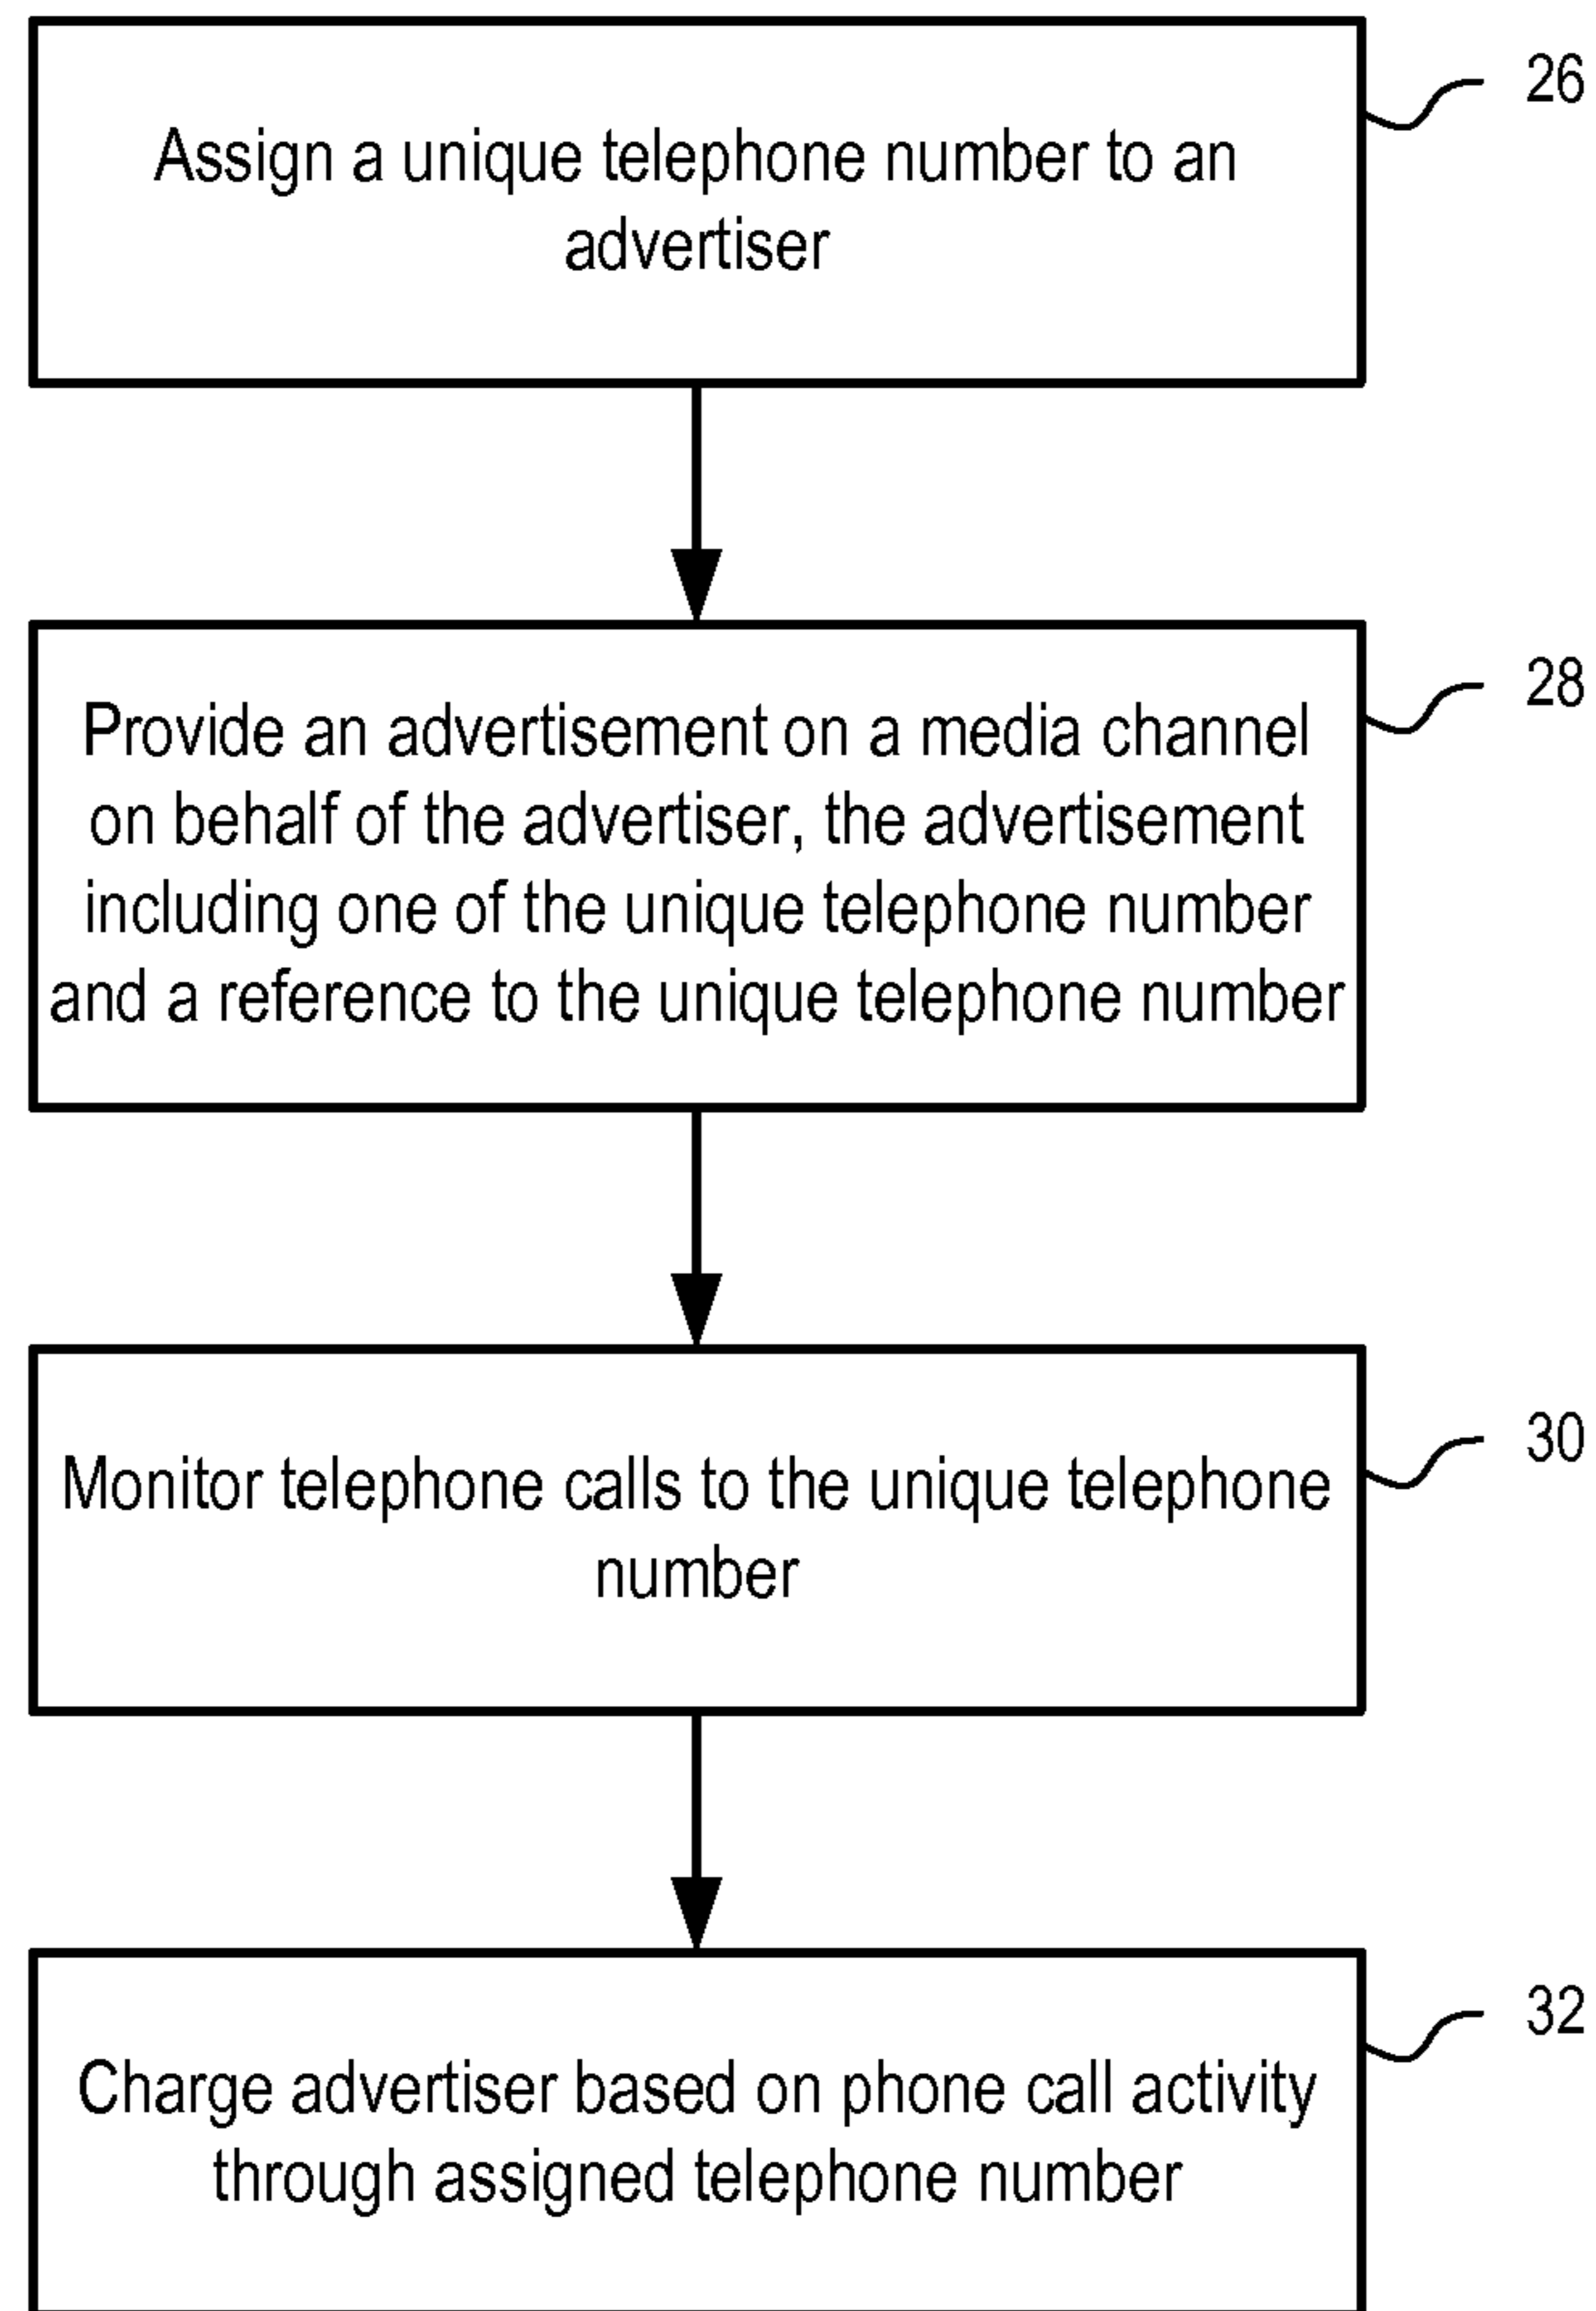 26
Assign a unique telephone number to an
advertiser
28
Provide an advertisement on a media channel
on behalf of the advertiser, the advertisement
including one of the unique telephone number
and a reference to the unique telephone number
30
Monitor telephone calls to the unique telephone
number
32
Charge advertiser based on phone call activity
through assigned telephone number